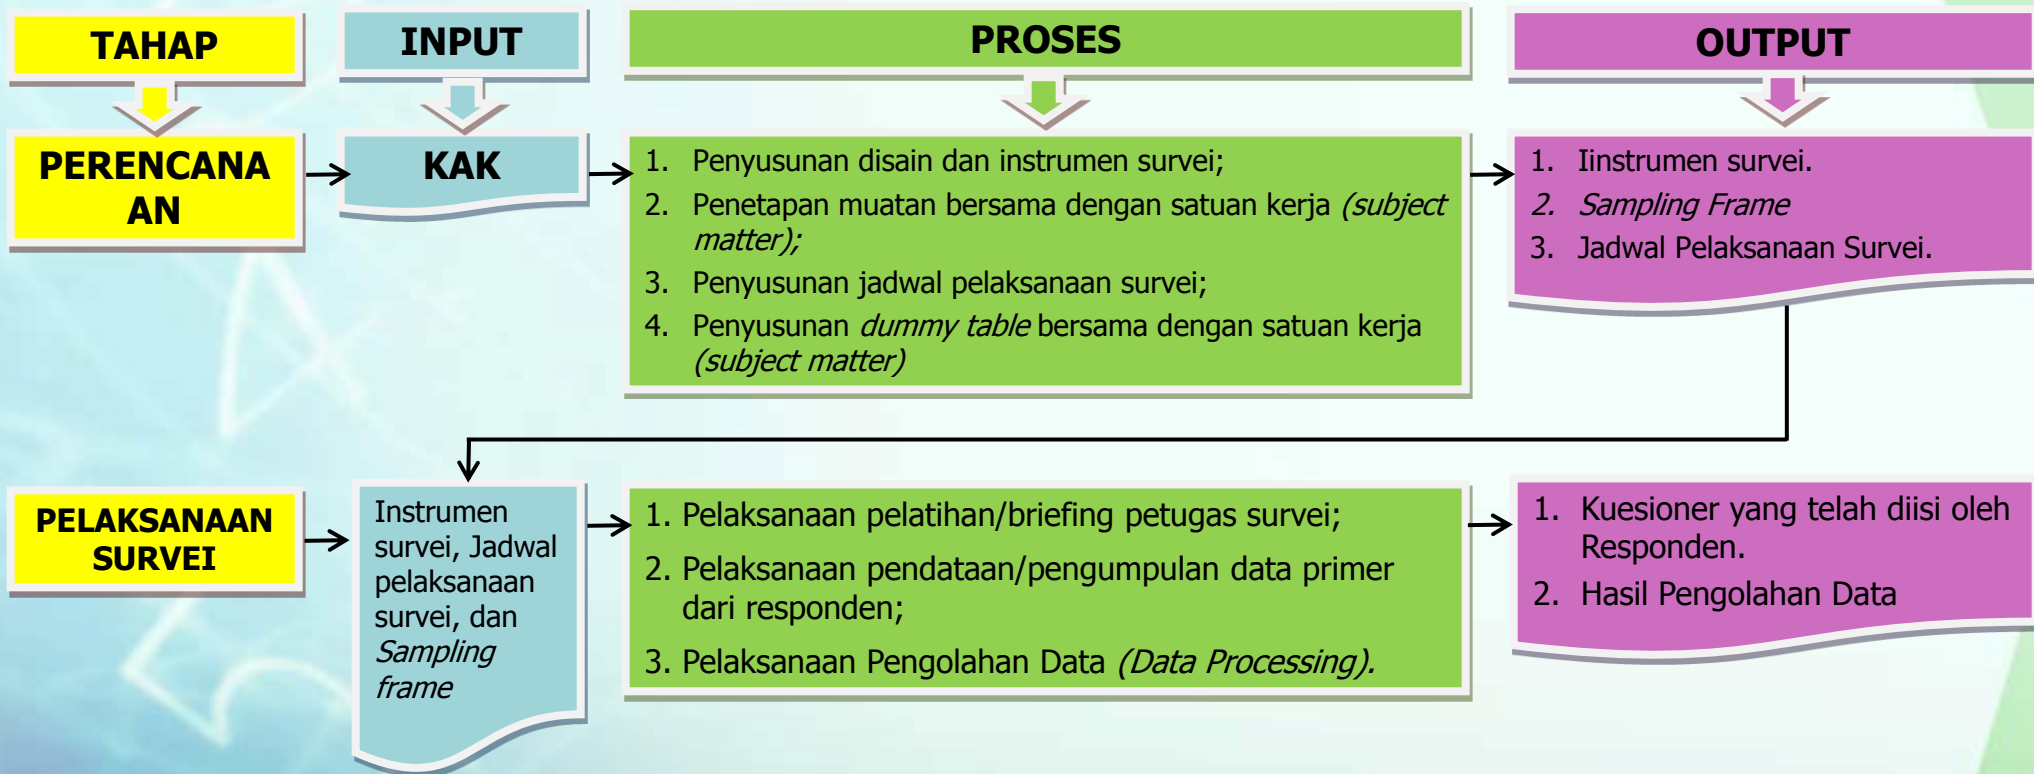 TAHAP
INPUT
PROSES
OUTPUT
PERENCANA
AN
KAK
1. Penyusunan disain dan instrumen survei;
2. Penetapan muatan bersama dengan satuan kerja (subject
matter);
3. Penyusunan jadwal pelaksanaan survei;
4. Penyusunan dummy table bersama dengan satuan kerja
(subject matter)
1. Iinstrumen survei.
2. Sampling Frame
3. Jadwal Pelaksanaan Survei.
PELAKSANAAN
SURVEI
Instrumen
survei, Jadwal
pelaksanaan
survei, dan
Sampling
frame
1. Pelaksanaan pelatihan/briefing petugas survei;
2. Pelaksanaan pendataan/pengumpulan data primer
dari responden;
3. Pelaksanaan Pengolahan Data (Data Processing).
1. Kuesioner yang telah diisi oleh
Responden.
2. Hasil Pengolahan Data